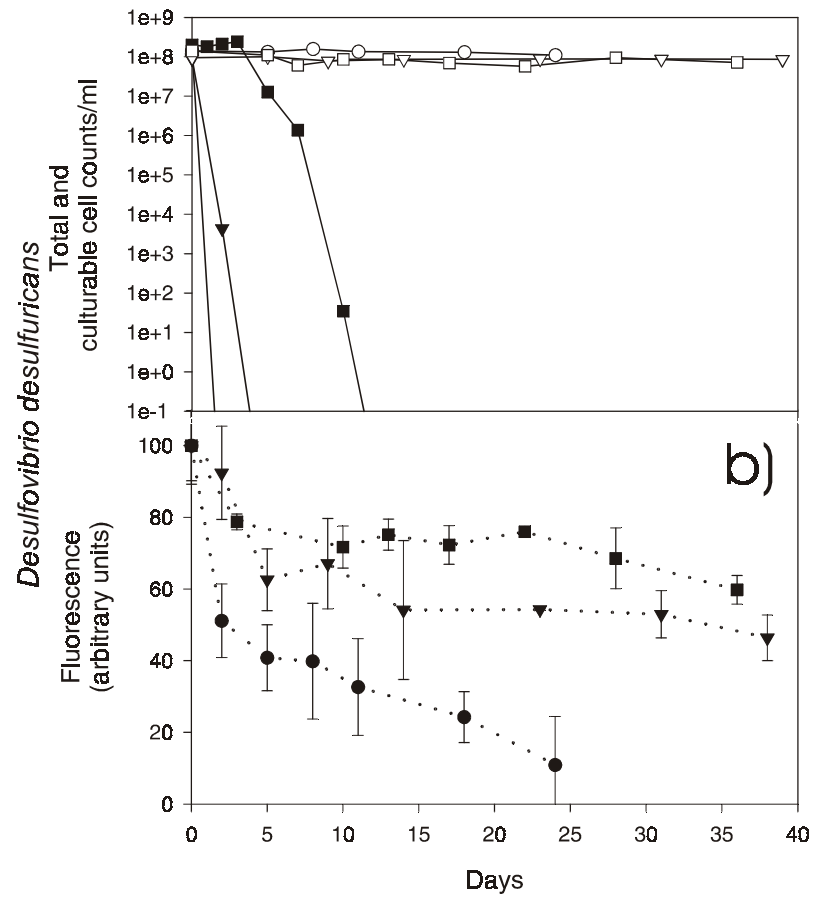 Desulfovibrio desulfuricans
Total and
culturable cell counts/ml
1e+9
1e+8
1e+7
1e+6
1e+5
1e+4
1e+3
1e+2
1e+1
1e+0
1e-1
b)
Fluorescence
(arbitrary units)
100
80
60
40
20
0
0 5 10 15 20 25 30 35 40
Days